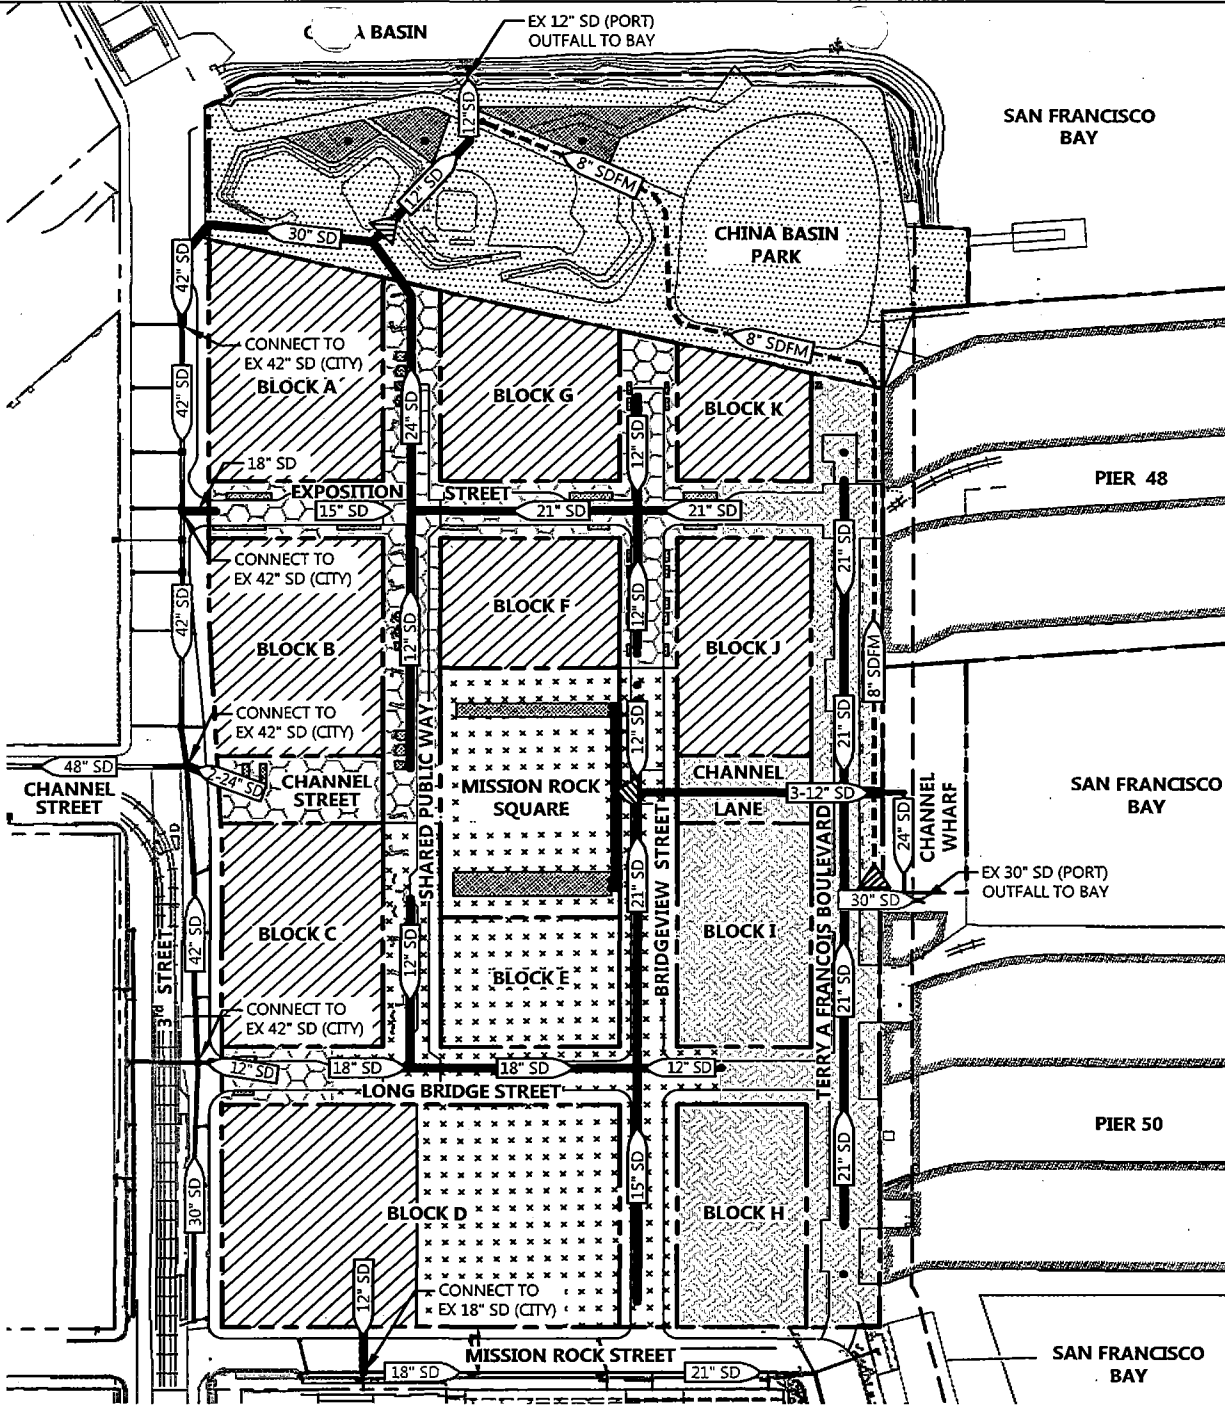 EX 12" SD (PORT)
OUTFALL TO BAY
A BASIN
SAN FRANCISCO
BAY
12"SD
8" SDFM
12" SD
30" SD
CHINA BASIN
PARK
42" SD
CONNECT TO
EX 42" SD (CITY)
8" SDFM
BLOCK A
BLOCK G
BLOCK K
42" SD
24" SD
12" SD
18" SD
PIER 48
EXPOSITION STREET
15" SD
21" SD
21" SD
21" SD
CONNECT TO
EX 42" SD (CITY)
42" SD
BLOCK F
12" SD
12" SD
BLOCK B
BLOCK J
8" SDFM
CONNECT TO
EX 42" SD (CITY)
12" SD
21" SD
48" SD
2-24" SD
CHANNEL
STREET
CHANNEL
STREET
SHARED PUBLIC WAY
MISSION ROCK
SQUARE
CHANNEL
LANE
3-12" SD
SAN FRANCISCO
BAY
24" SD
CHANNEL
WHARF
21" SD
BRIDGEVIEW STREET
TERRY A FRANCOIS BOULEVARD
EX 30" SD (PORT)
OUTFALL TO BAY
30" SD
42" SD
BLOCK C
12" SD
BLOCK I
BLOCK E
21" SD
3rd STREET
CONNECT TO
EX 42" SD (CITY)
12" SD
18" SD
18" SD
12" SD
LONG BRIDGE STREET
30" SD
15" SD
21" SD
PIER 50
BLOCK D
BLOCK H
12" SD
CONNECT TO
EX 18" SD (CITY)
MISSION ROCK STREET
18" SD
21" SD
SAN FRANCISCO
BAY